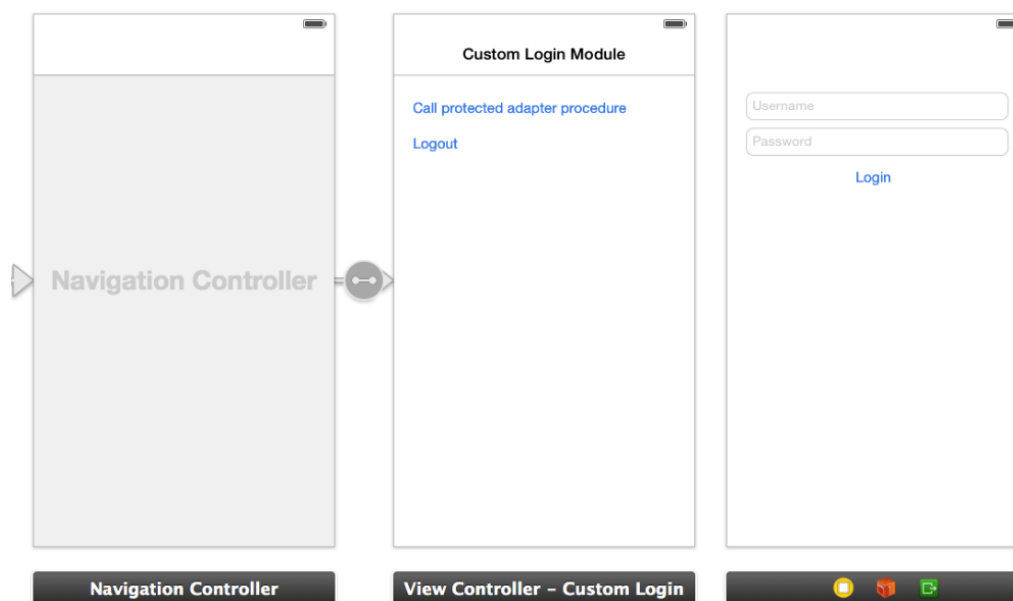 Navigation Controller
Navigation Controller
Custom Login Module
Call protected adapter procedure
Logout
View Controller – Custom Login
Username
Password
Login